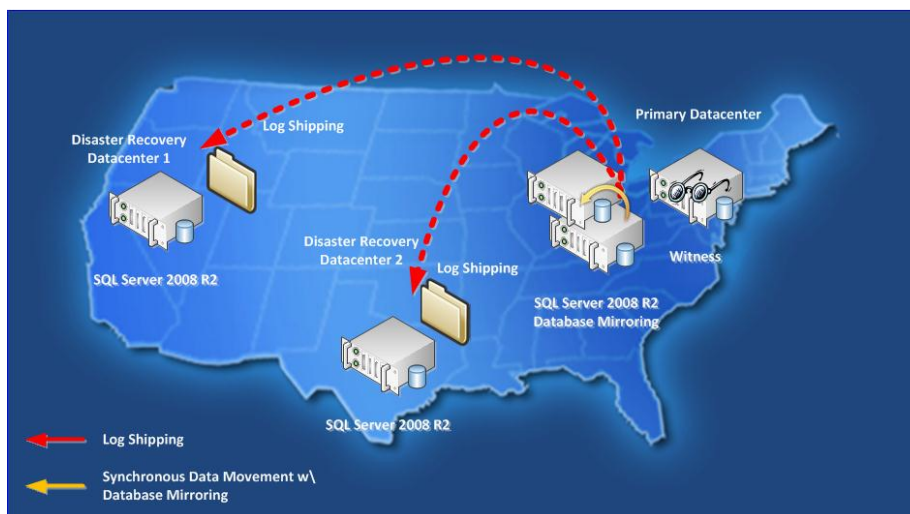 Primary Datacenter
Log Shipping
Disaster Recovery
Datacenter 1
SQL Server 2008 R2
Disaster Recovery
Datacenter 2
Log Shipping
Witness
SQL Server 2008 R2
Database Mirroring
SQL Server 2008 R2
Log Shipping
Synchronous Data Movement w\
Database Mirroring